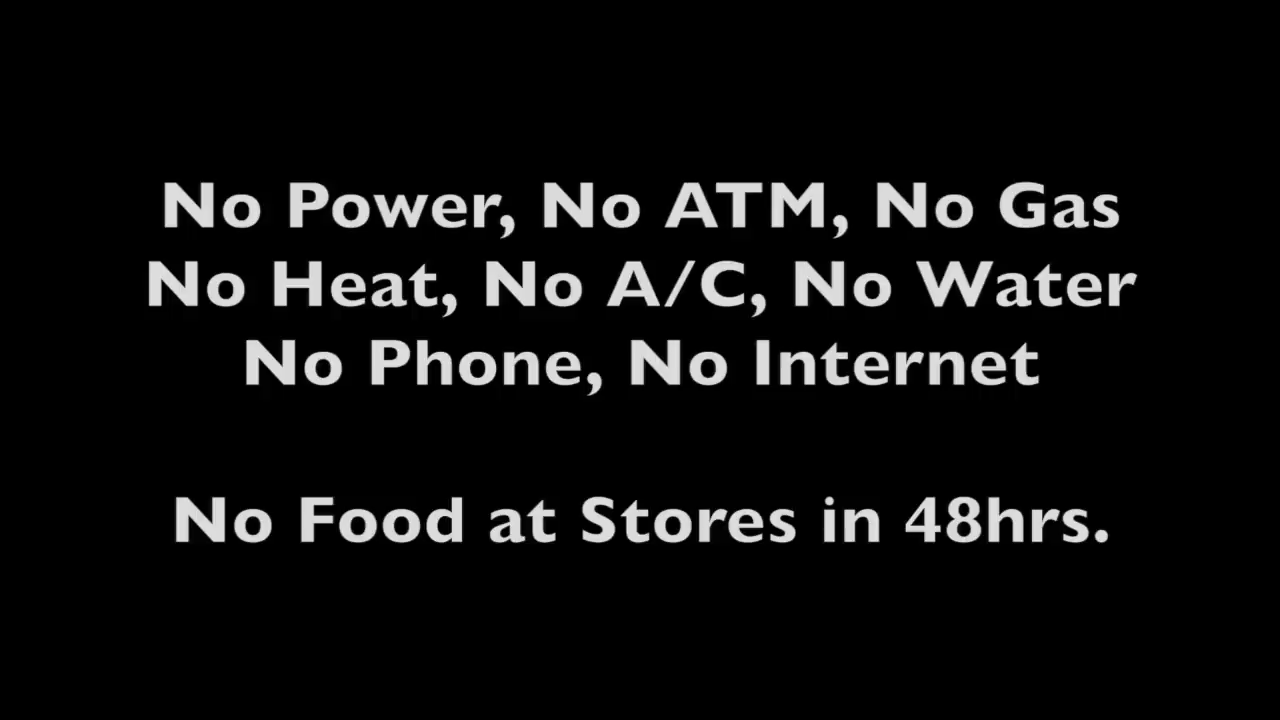 No Power, No ATM, No Gas
No Heat, No A/C, No Water
No Phone, No Internet
No Food at Stores in 48hrs.